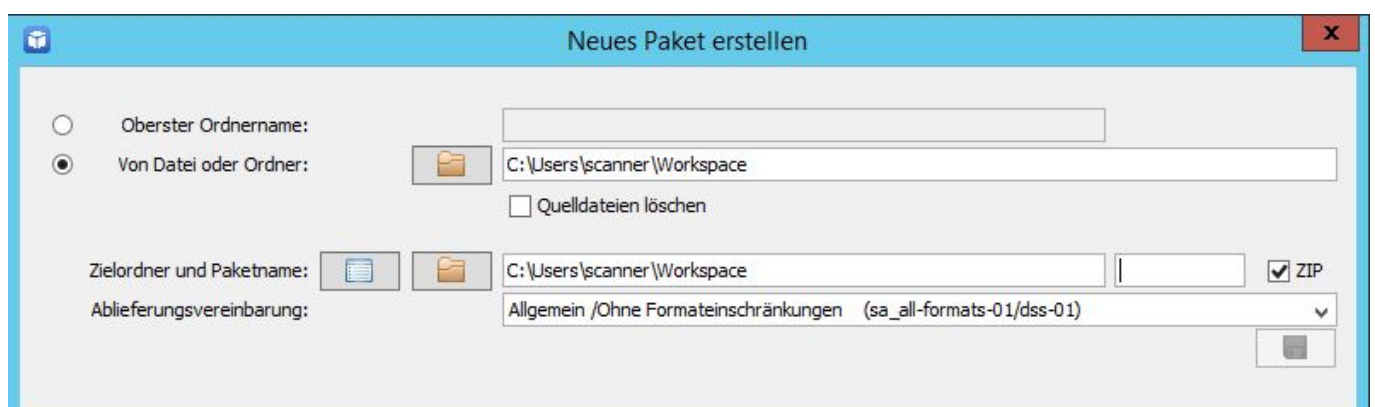 Neues Paket erstellen
x
Oberster Ordnername:
Von Datei oder Ordner: C:\Users\scanner\Workspace
Quelldateien löschen
Zielordner und Paketname: C:\Users\scanner\Workspace ZIP
Ablieferungsvereinbarung: Allgemein /Ohne Formateinschränkungen (sa_all-formats-01/dss-01)